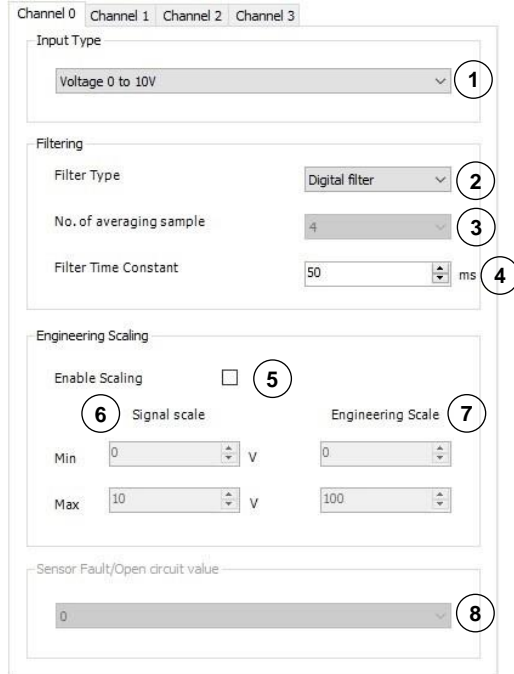 Channel 0 Channel 1 Channel 2 Channel 3
Input Type
Voltage 0 to 10V 1
Filtering
Filter Type Digital filter 2
No. of averaging sample 4 3
Filter Time Constant 50 ms 4
Engineering Scaling
Enable Scaling 5
6 Signal scale Engineering Scale 7
Min 0 V 0
Max 10 V 100
Sensor Fault/Open circuit value
0 8